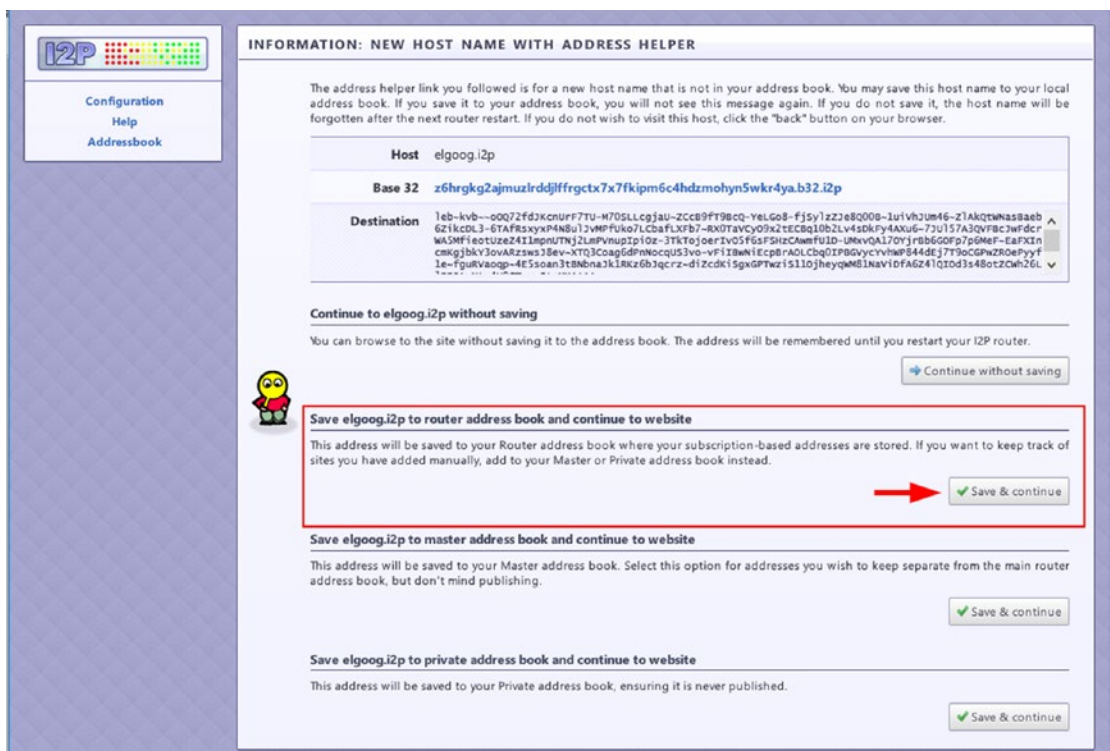 I2P
Configuration
Help
Addressbook
INFORMATION: NEW HOST NAME WITH ADDRESS HELPER
The address helper link you followed is for a new host name that is not in your address book. You may save this host name to your local
address book. If you save it to your address book, you will not see this message again. If you do not save it, the host name will be
forgotten after the next router restart. If you do not wish to visit this host, click the "back" button on your browser.
Host elgoog.i2p
Base 32 z6hrgkg2ajmuzlrddjlffrgctx7x7fkipm6c4hdzmohyn5wkr4ya.b32.i2p
Destination
Continue to elgoog.i2p without saving
You can browse to the site without saving it to the address book. The address will be remembered until you restart your I2P router.
Continue without saving
Save elgoog.i2p to router address book and continue to website
This address will be saved to your Router address book where your subscription-based addresses are stored. If you want to keep track of
sites you have added manually, add to your Master or Private address book instead.
Save & continue
Save elgoog.i2p to master address book and continue to website
This address will be saved to your Master address book. Select this option for addresses you wish to keep separate from the main router
address book, but don't mind publishing.
Save & continue
Save elgoog.i2p to private address book and continue to website
This address will be saved to your Private address book, ensuring it is never published.
Save & continue